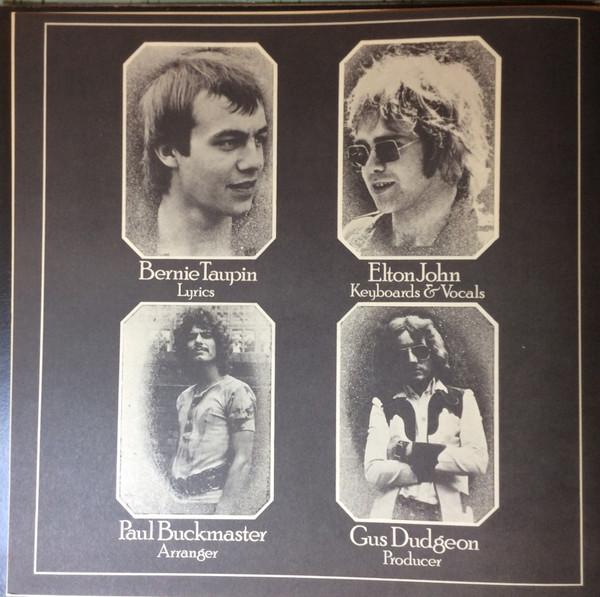 Bernie Taupin
Lyrics
Elton John
Keyboards & Vocals
Paul Buckmaster
Arranger
Gus Dudgeon
Producer